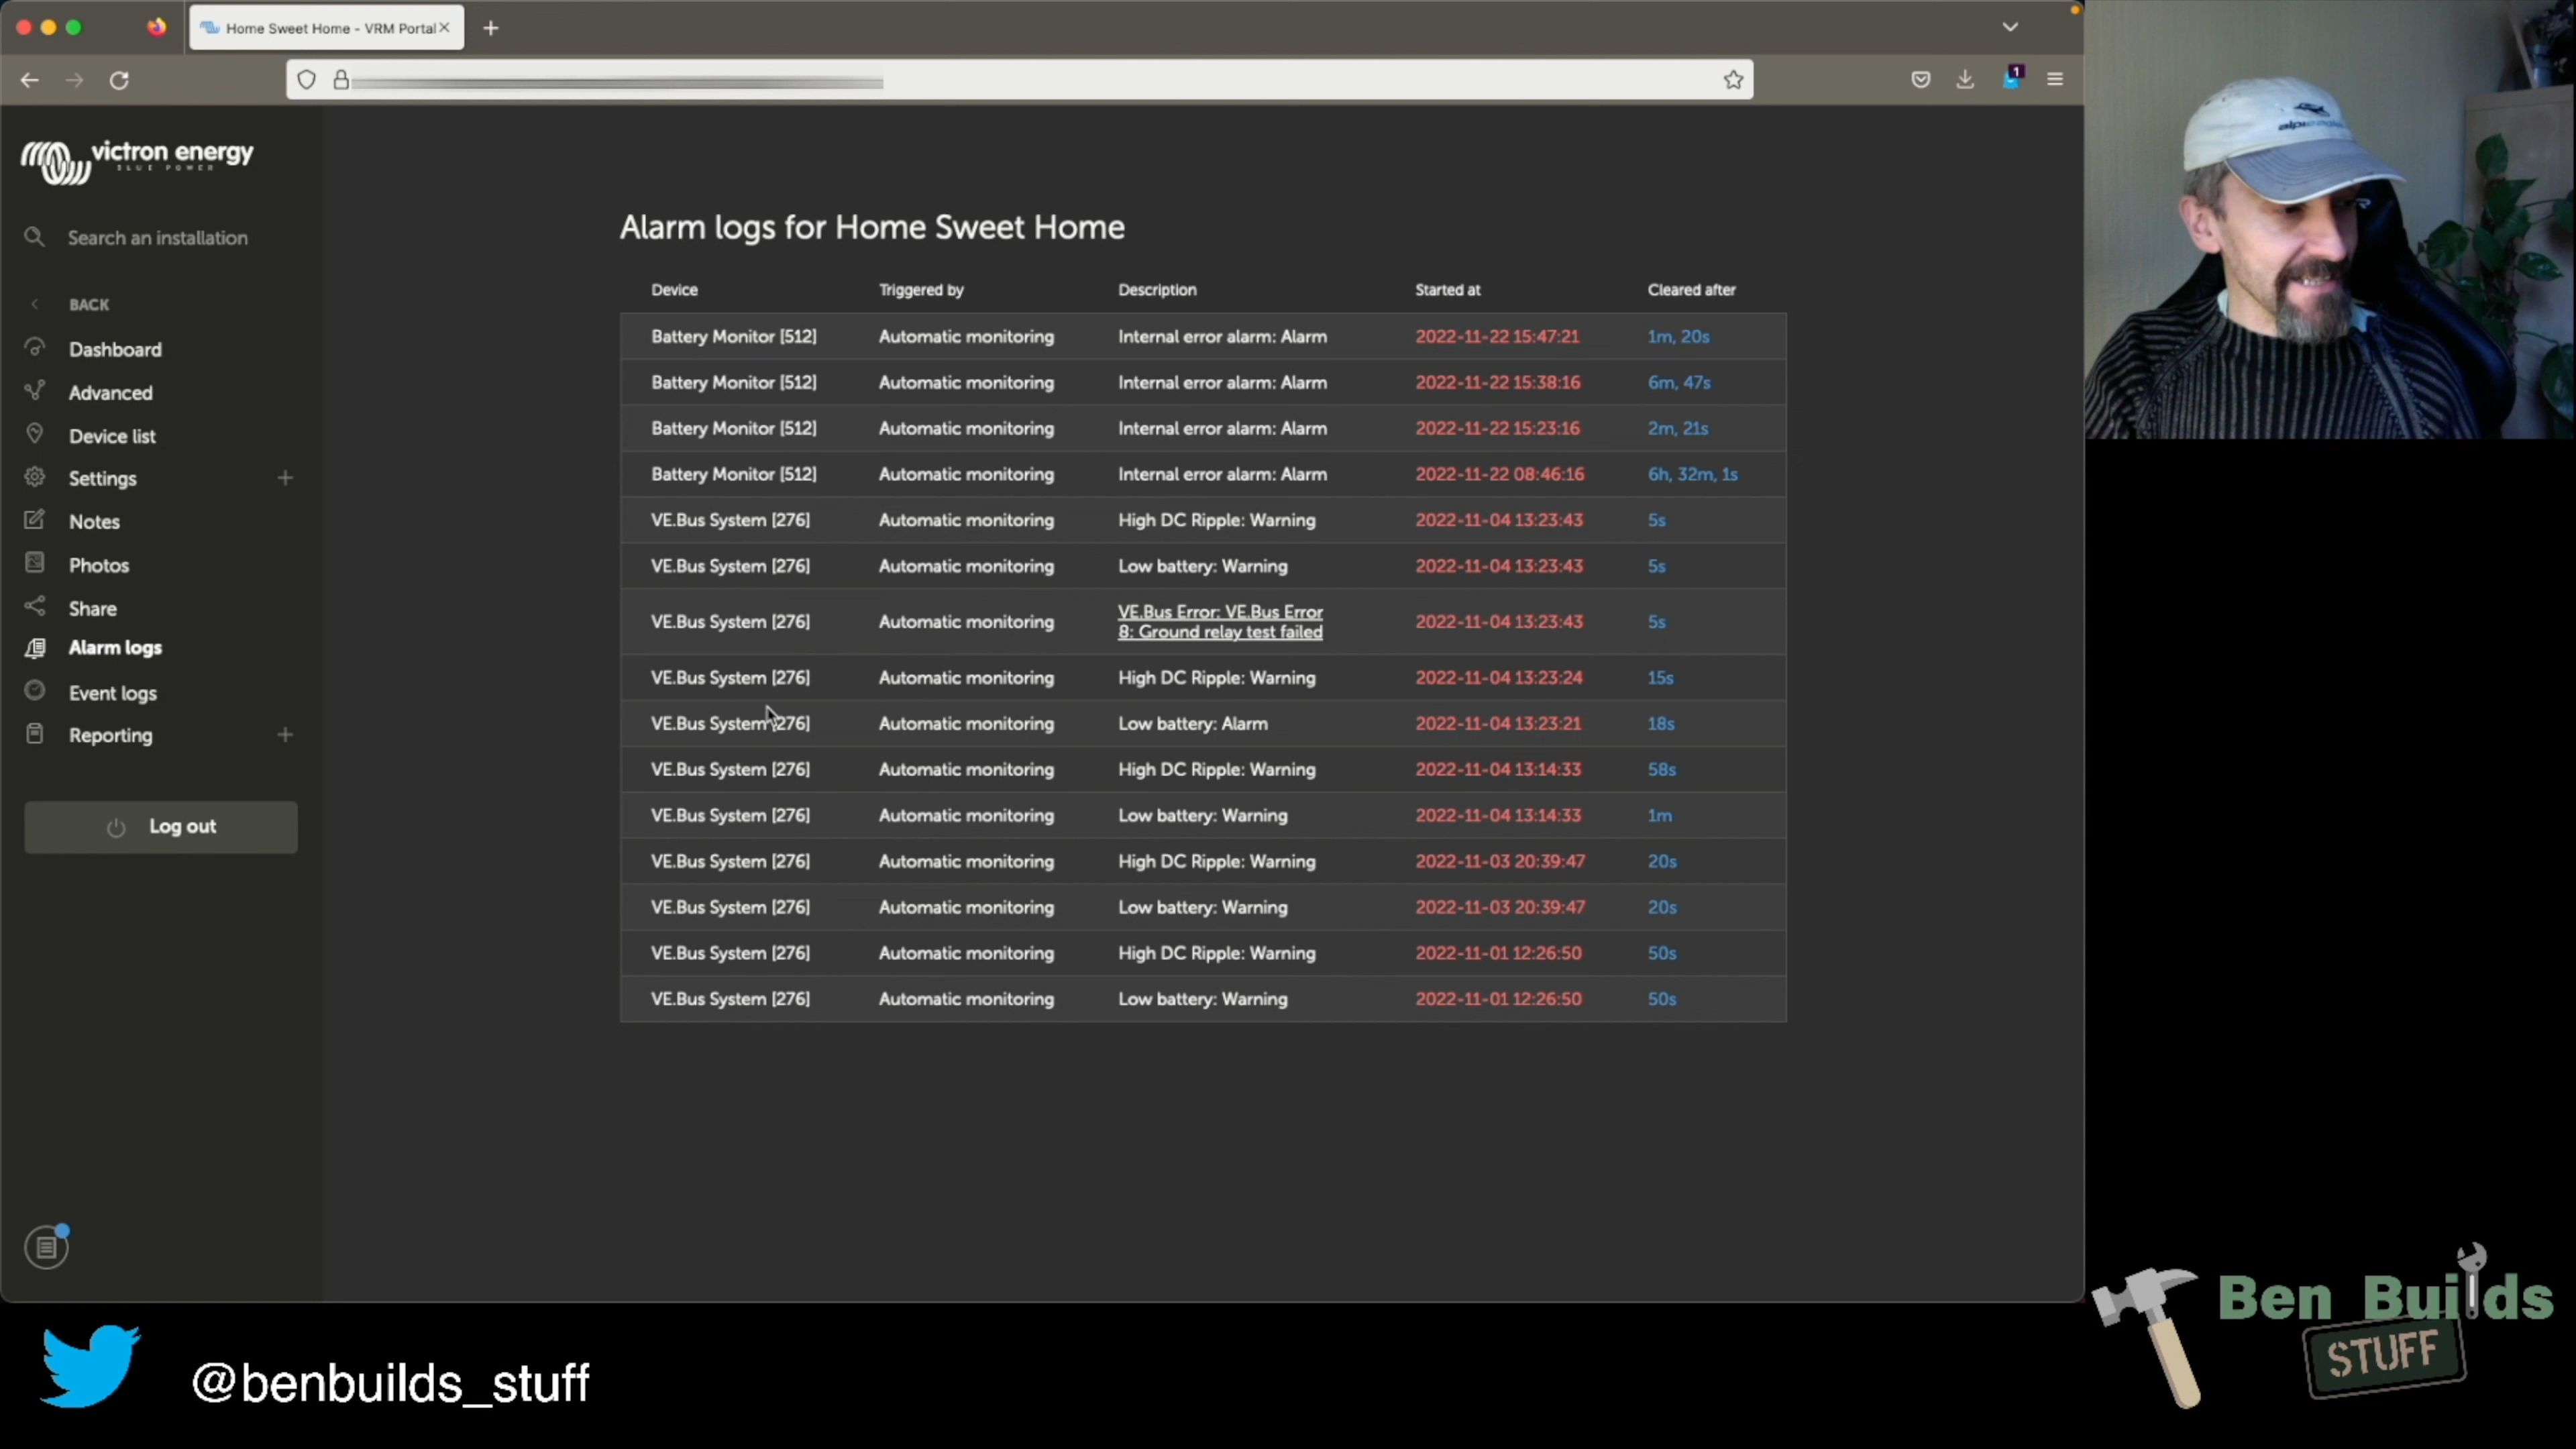 Home Sweet Home - VRM Portal
1
victron energy
BLUE POWER
Search an installation
BACK
Dashboard
Advanced
Device list
Settings
Notes
Photos
Share
Alarm logs
Event logs
Reporting
Log out
Alarm logs for Home Sweet Home
Device Triggered by Description Started at Cleared after
Battery Monitor [512] Automatic monitoring Internal error alarm: Alarm 2022-11-22 15:47:21 1m, 20s
Battery Monitor [512] Automatic monitoring Internal error alarm: Alarm 2022-11-22 15:38:16 6m, 47s
Battery Monitor [512] Automatic monitoring Internal error alarm: Alarm 2022-11-22 15:23:16 2m, 21s
Battery Monitor [512] Automatic monitoring Internal error alarm: Alarm 2022-11-22 08:46:16 6h, 32m, 1s
VE.Bus System [276] Automatic monitoring High DC Ripple: Warning 2022-11-04 13:23:43 5s
VE.Bus System [276] Automatic monitoring Low battery: Warning 2022-11-04 13:23:43 5s
VE.Bus System [276] Automatic monitoring VE.Bus Error: VE.Bus Error
8: Ground relay test failed 2022-11-04 13:23:43 5s
VE.Bus System [276] Automatic monitoring High DC Ripple: Warning 2022-11-04 13:23:24 15s
VE.Bus System [276] Automatic monitoring Low battery: Alarm 2022-11-04 13:23:21 18s
VE.Bus System [276] Automatic monitoring High DC Ripple: Warning 2022-11-04 13:14:33 58s
VE.Bus System [276] Automatic monitoring Low battery: Warning 2022-11-04 13:14:33 1m
VE.Bus System [276] Automatic monitoring High DC Ripple: Warning 2022-11-03 20:39:47 20s
VE.Bus System [276] Automatic monitoring Low battery: Warning 2022-11-03 20:39:47 20s
VE.Bus System [276] Automatic monitoring High DC Ripple: Warning 2022-11-01 12:26:50 50s
VE.Bus System [276] Automatic monitoring Low battery: Warning 2022-11-01 12:26:50 50s
@benbuilds_stuff
Ben Builds
STUFF